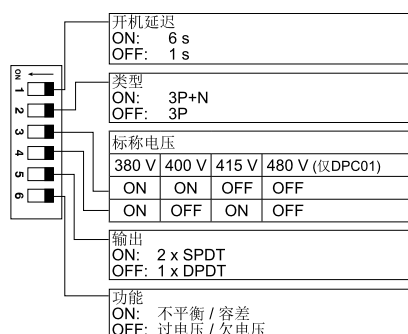 开机延迟
ON: 6 s
OFF: 1 s
ON
1
2
3
4
5
6
类型
ON: 3P+N
OFF: 3P
标称电压
380 V 400 V 415 V 480 V (仅DPC01)
ON ON OFF OFF
ON OFF ON OFF
输出
ON: 2 x SPDT
OFF: 1 x DPDT
功能
ON: 不平衡 / 容差
OFF: 过电压 / 欠电压